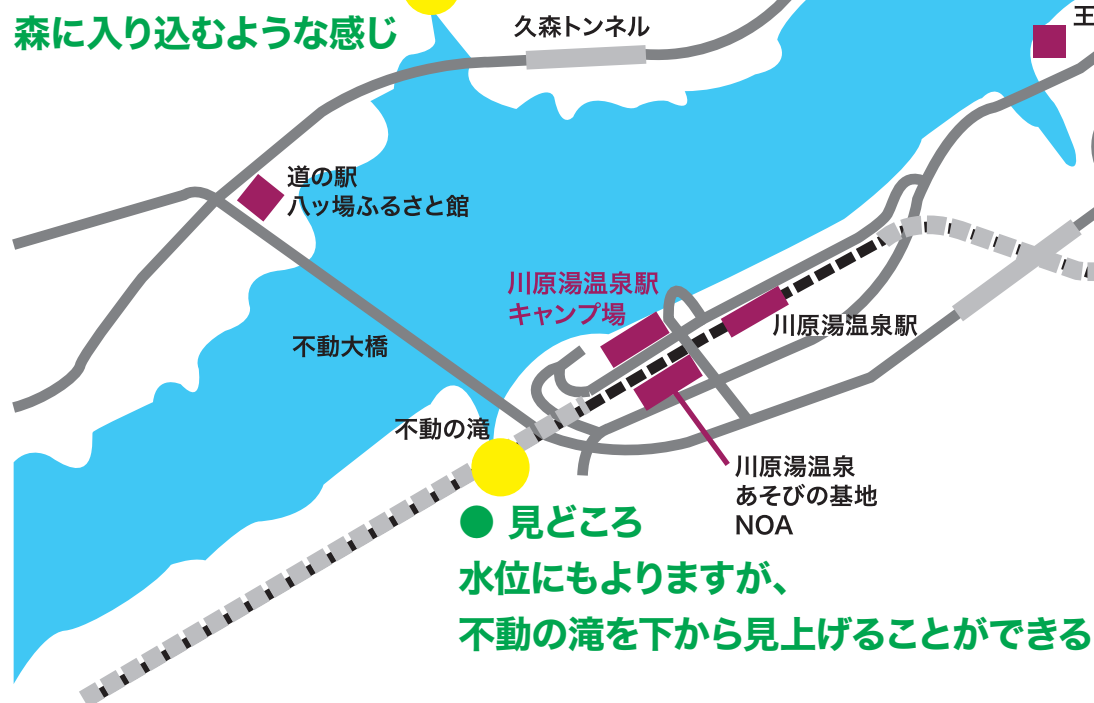 森に入り込むような感じ
久森トンネル
王
道の駅
八ッ場ふるさと館
川原湯温泉駅
キャンプ場
川原湯温泉駅
不動大橋
不動の滝
川原湯温泉
あそびの基地
NOA
● 見どころ
水位にもよりますが、
不動の滝を下から見上げることができる